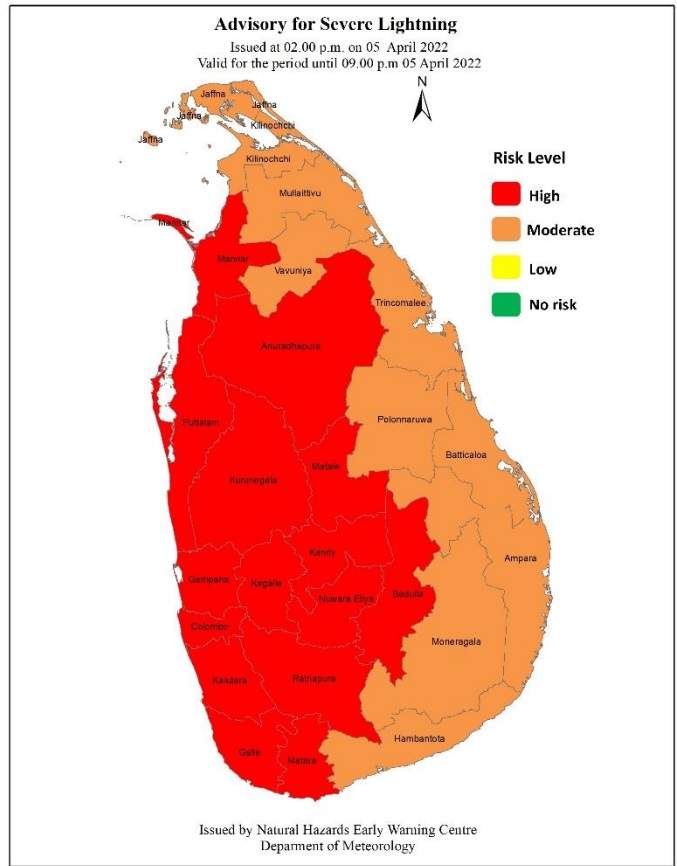 Advisory for Severe Lightning
Issued at 02.00 p.m. on 05 April 2022
Valid for the period until 09.00 p.m 05 April 2022
N
Jaffna
Jaffna
Jaffna
Kilinochchi
Jaffna
Kilinochchi
Mullaittivu
Mannar
Mannar
Vavuniya
Trincomalee
Anuradhapura
Puttalam
Polonnaruwa
Batticaloa
Kurunegala
Matale
Ampara
Kandy
Gampaha
Kegalle
Nuwara Eliya
Badulla
Colombo
Moneragala
Kalutara
Ratnapura
Hambantota
Galle
Matara
Risk Level
High
Moderate
Low
No risk
Issued by Natural Hazards Early Warning Centre
Deparment of Meteorology